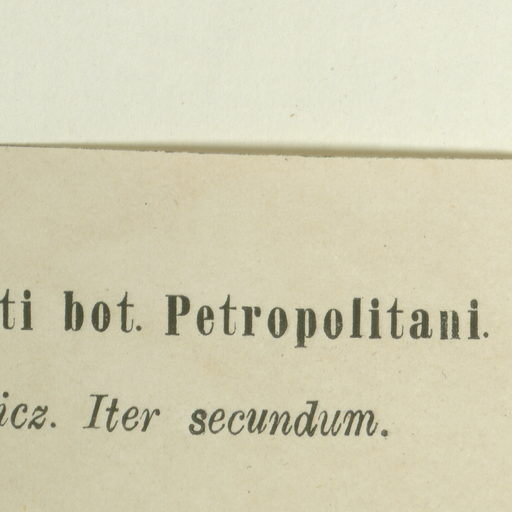 ti bot. Petropolitani.
icz. Iter secundum.